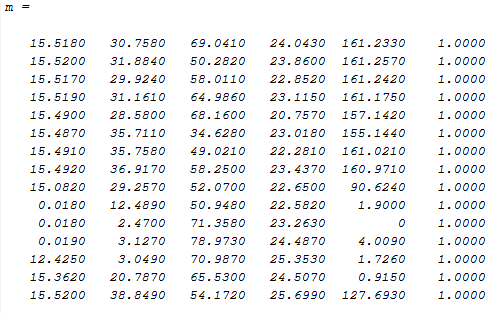 m =
15.5180 30.7580 69.0410 24.0430 161.2330 1.0000
15.5200 31.8840 50.2820 23.8600 161.2570 1.0000
15.5170 29.9240 58.0110 22.8520 161.2420 1.0000
15.5190 31.1610 64.9860 23.1150 161.1750 1.0000
15.4900 28.5800 68.1600 20.7570 157.1420 1.0000
15.4870 35.7110 34.6280 23.0180 155.1440 1.0000
15.4910 35.7580 49.0210 22.2810 161.0210 1.0000
15.4920 36.9170 58.2500 23.4370 160.9710 1.0000
15.0820 29.2570 52.0700 22.6500 90.6240 1.0000
0.0180 12.4890 50.9480 22.5820 1.9000 1.0000
0.0180 2.4700 71.3580 23.2630 0 1.0000
0.0190 3.1270 78.9730 24.4870 4.0090 1.0000
12.4250 3.0490 70.9870 25.3530 1.7260 1.0000
15.3620 20.7870 65.5300 24.5070 0.9150 1.0000
15.5200 38.8490 54.1720 25.6990 127.6930 1.0000